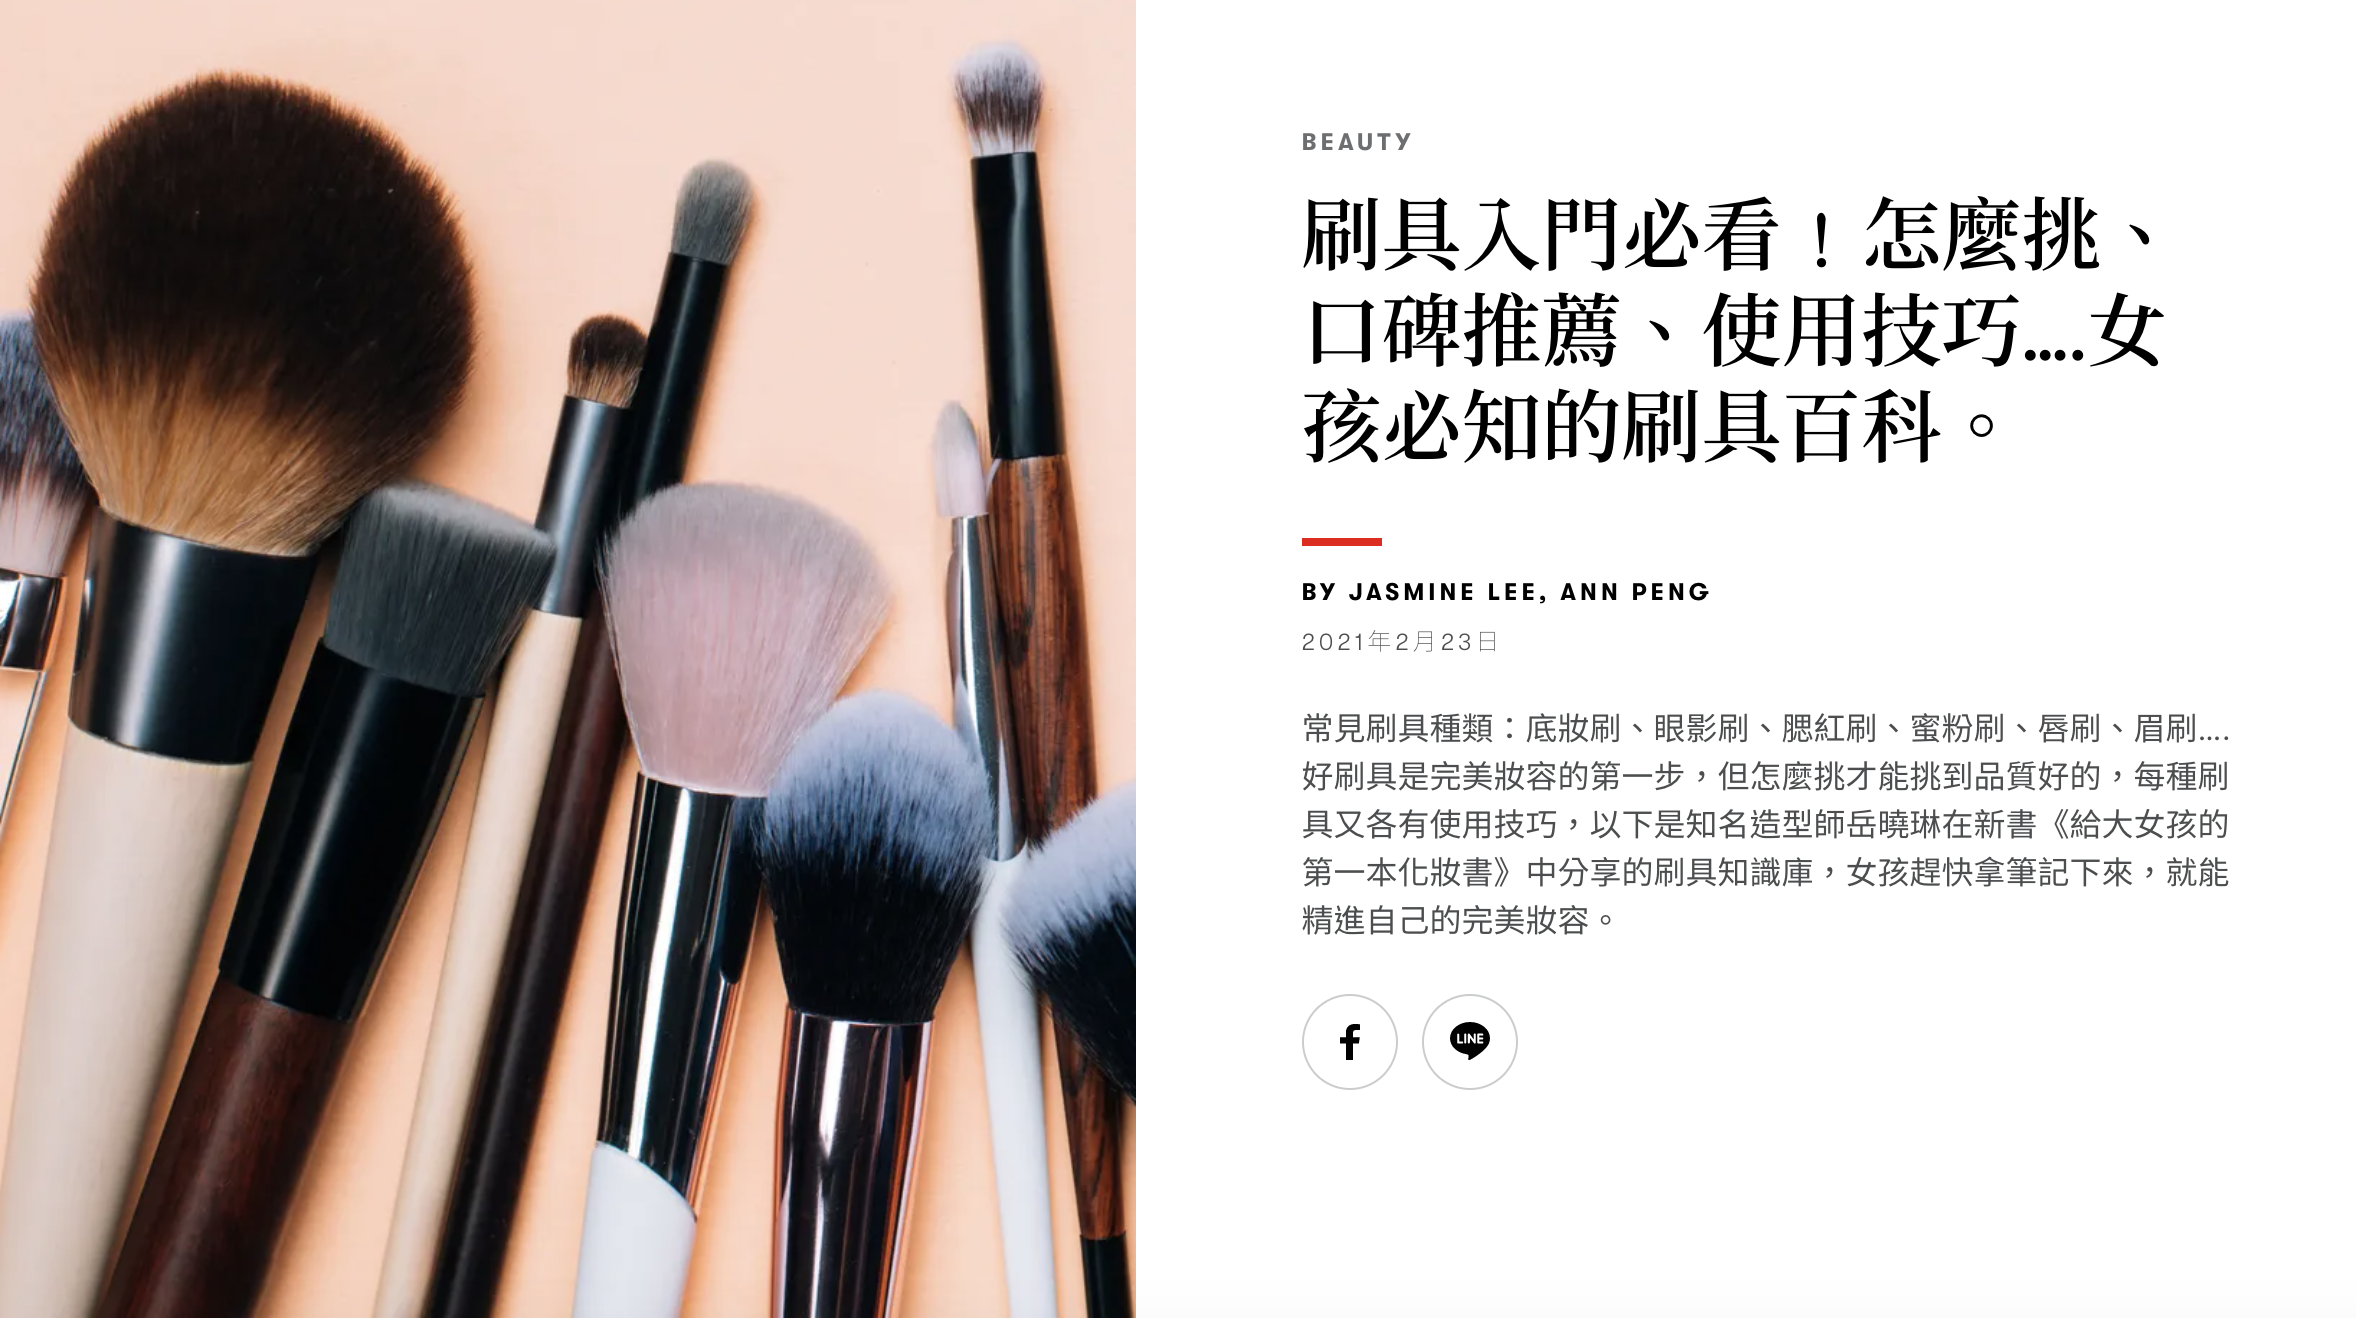 BEAUTY
刷具入門必看！怎麼挑、
口碑推薦、使用技巧....女
孩必知的刷具百科。
BY JASMINE LEE, ANN PENG
2021年2月23日
常見刷具種類：底妝刷、眼影刷、腮紅刷、蜜粉刷、唇刷、眉刷....
好刷具是完美妝容的第一步，但怎麼挑才能挑到品質好的，每種刷
具又各有使用技巧，以下是知名造型師岳曉琳在新書《給大女孩的
第一本化妝書》中分享的刷具知識庫，女孩趕快拿筆記下來，就能
精進自己的完美妝容。
f
LINE